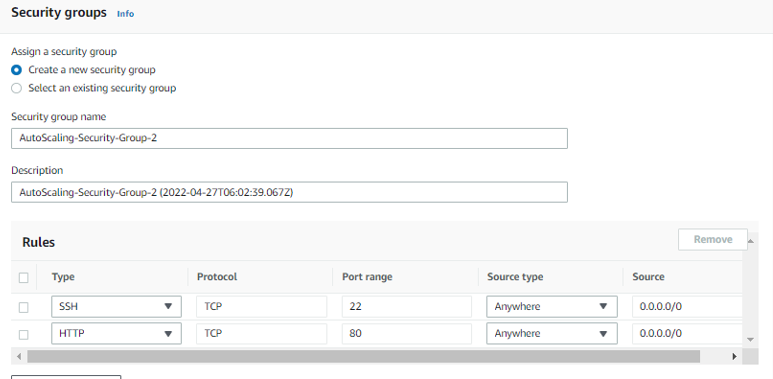 Security groups Info
Assign a security group
Create a new security group
Select an existing security group
Security group name
AutoScaling-Security-Group-2
Description
AutoScaling-Security-Group-2 (2022-04-27T06:02:39.067Z)
Rules Remove
Type Protocol Port range Source type Source
SSH TCP 22 Anywhere 0.0.0.0/0
HTTP TCP 80 Anywhere 0.0.0.0/0